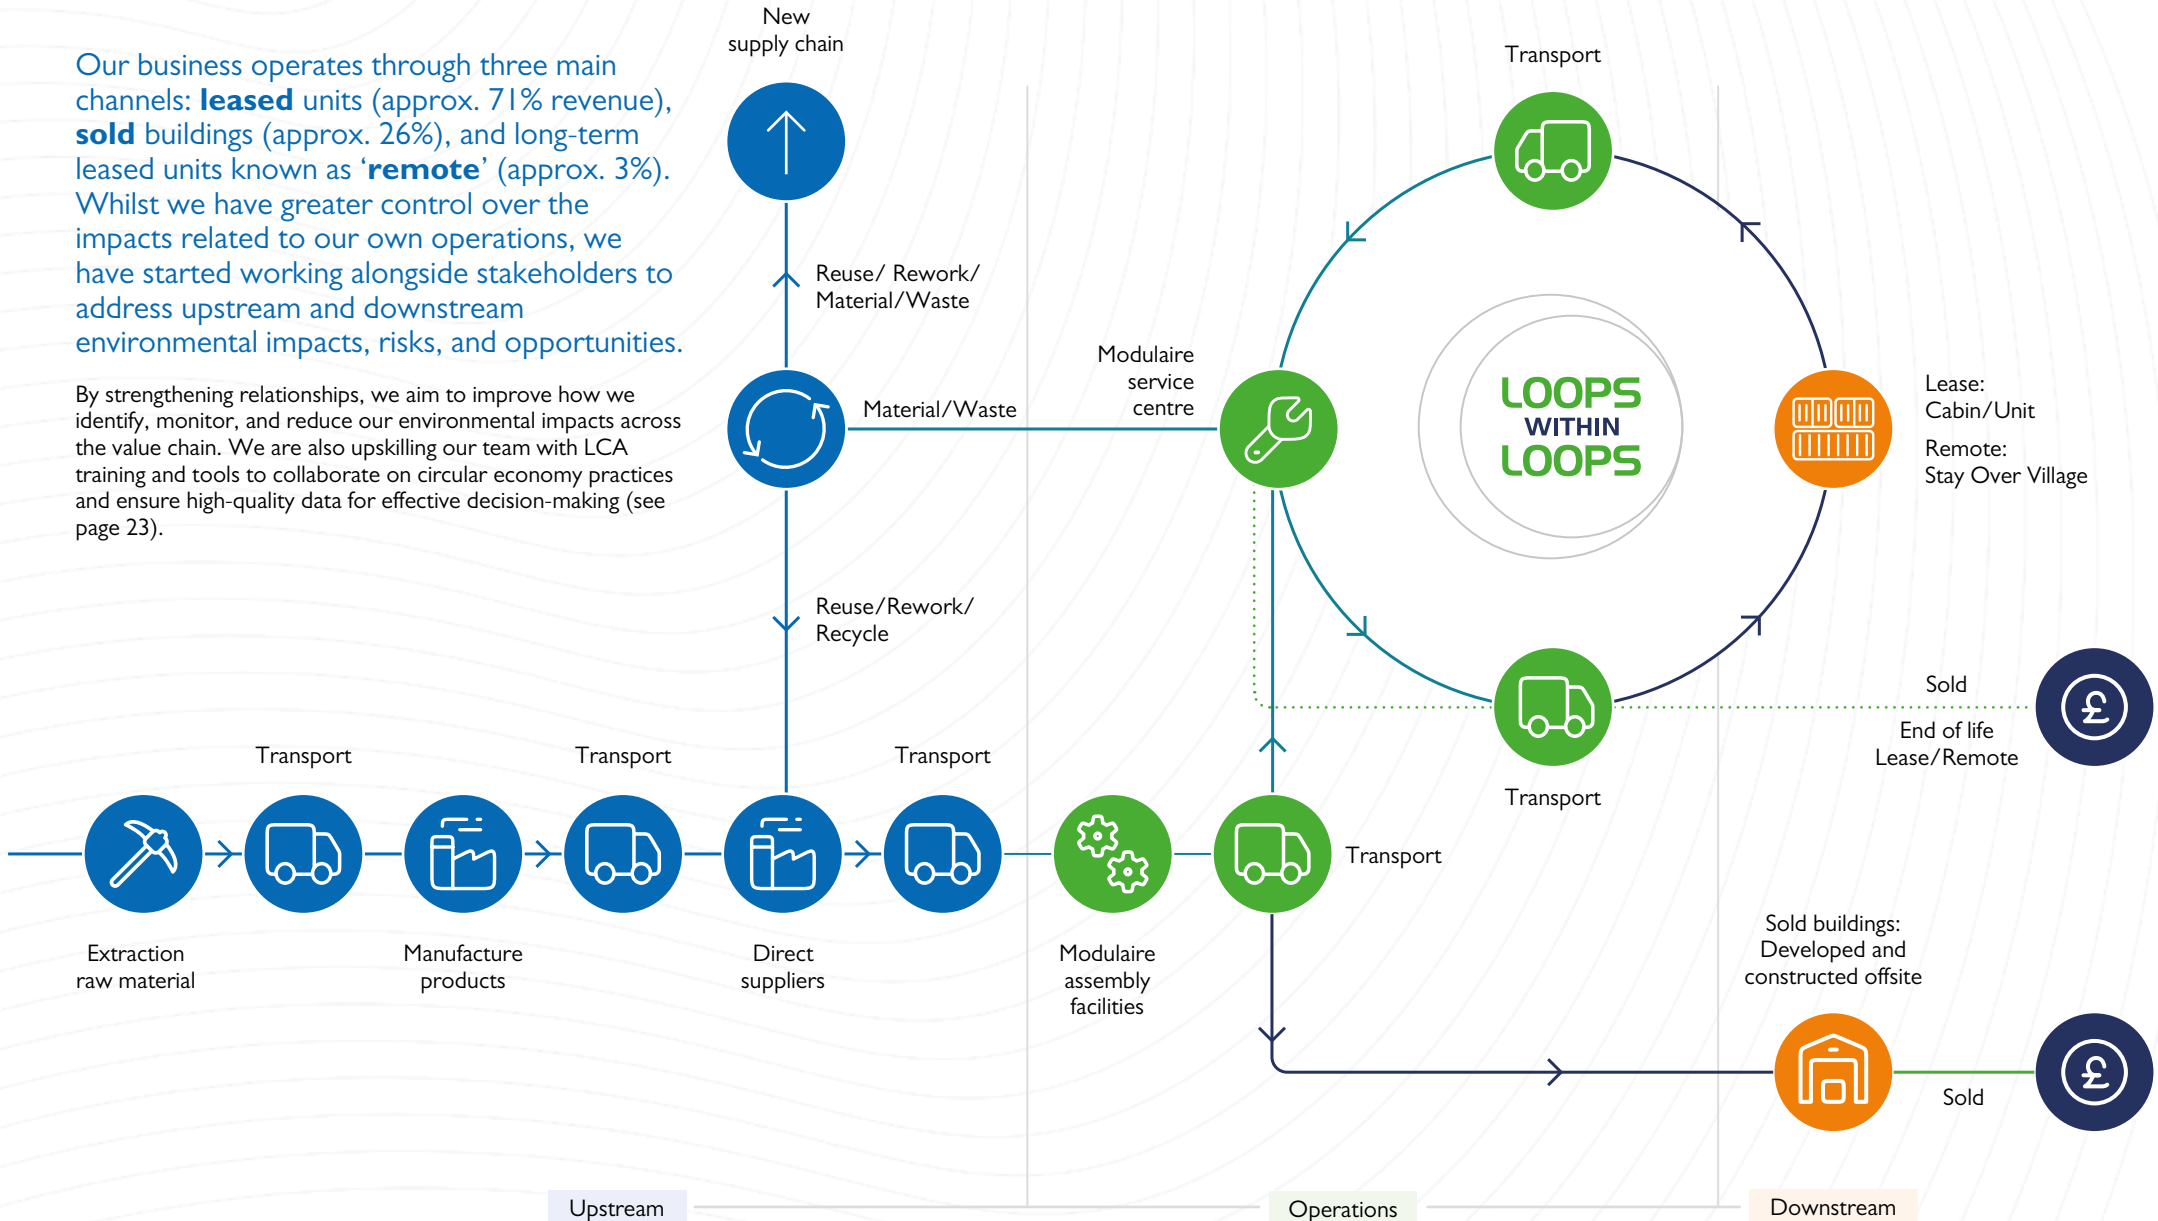 Our business operates through three main
channels: leased units (approx. 71% revenue),
sold buildings (approx. 26%), and long-term
leased units known as ‘remote’ (approx. 3%).
Whilst we have greater control over the
impacts related to our own operations, we
have started working alongside stakeholders to
address upstream and downstream
environmental impacts, risks, and opportunities.
By strengthening relationships, we aim to improve how we
identify, monitor, and reduce our environmental impacts across
the value chain. We are also upskilling our team with LCA
training and tools to collaborate on circular economy practices
and ensure high-quality data for effective decision-making (see
page 23).
New
supply chain
Reuse/ Rework/
Material/Waste
Material/Waste
Reuse/Rework/
Recycle
Transport
Modulaire
service
centre
LOOPS
WITHIN
LOOPS
Lease:
Cabin/Unit
Remote:
Stay Over Village
Sold
End of life
Lease/Remote
£
Transport
Transport
Transport
Transport
Transport
Extraction
raw material
Manufacture
products
Direct
suppliers
Modulaire
assembly
facilities
Sold buildings:
Developed and
constructed offsite
Sold
£
Upstream
Operations
Downstream